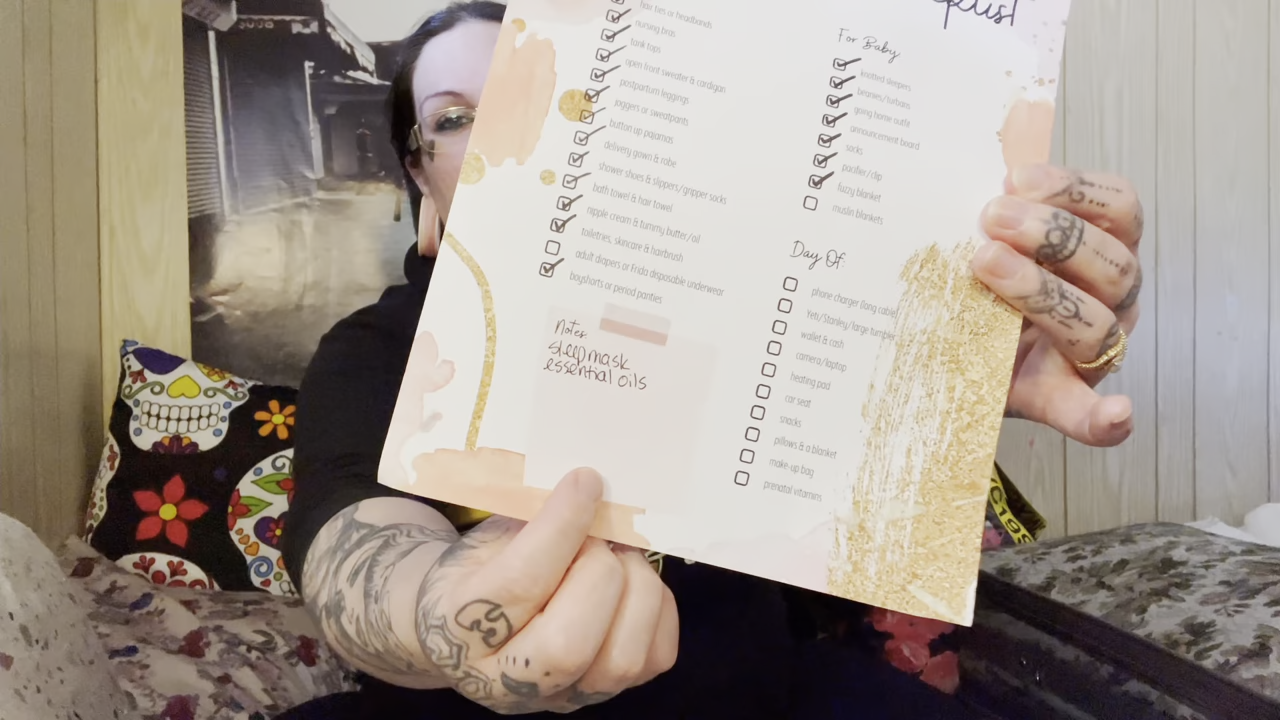 hair ties or headbands
nursing bras
tank tops
open front sweater & cardigan
postpartum leggings
joggers or sweatpants
button up pajamas
delivery gown & robe
shower shoes & slippers/gripper socks
bath towel & hair towel
nipple cream & tummy butter/oil
toiletries, skincare & hairbrush
adult diapers or Frida disposable underwear
boyshorts or period panties
Notes
sleep mask
essential oils
For Baby
knotted sleepers
beanies/turbans
going home outfit
announcement board
socks
pacifier/clip
fuzzy blanket
muslin blankets
Day Of:
phone charger (long cable)
Yeti/Stanley/large tumbler
wallet & cash
camera/laptop
heating pad
car seat
snacks
pillows & a blanket
make-up bag
prenatal vitamins